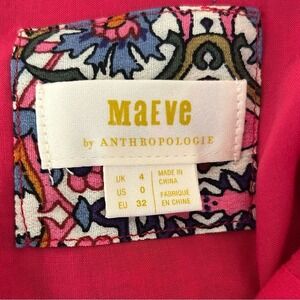 MAEVE
by ANTHROPOLOGIE
UK 4
US 0
EU 32
MADE IN
CHINA
FABRIQUÉ
EN CHINE